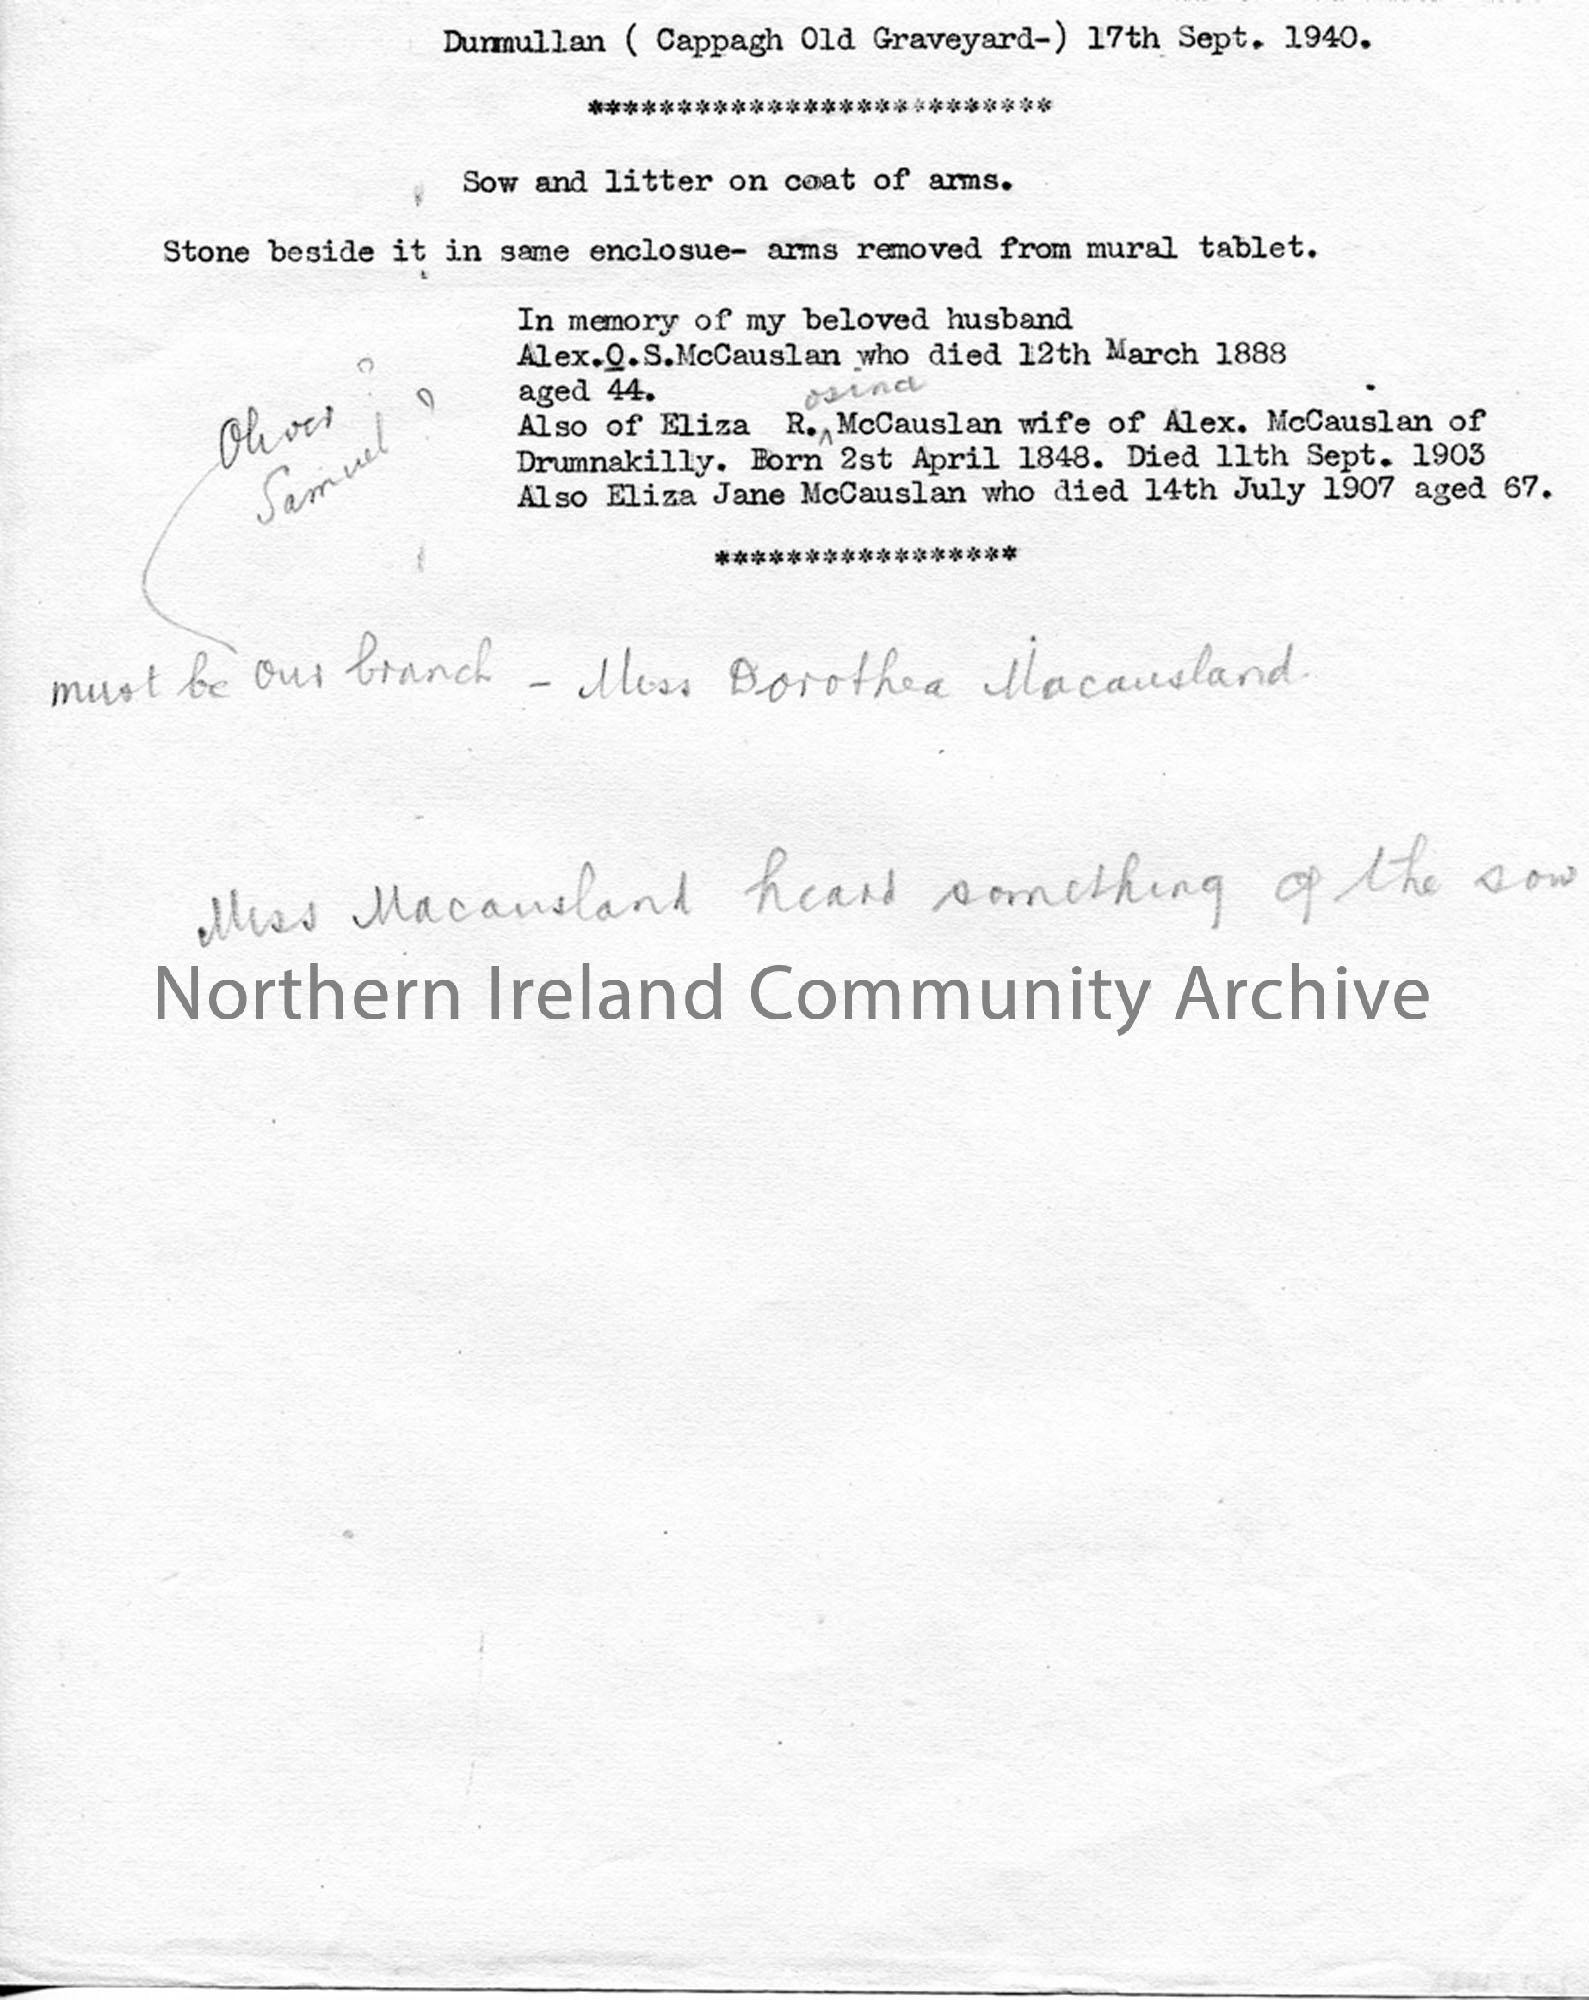 Dunmullan ( Cappagh Old Graveyard-) 17th Sept. 1940.
**************************
Sow and litter on coat of arms.
Stone beside it in same enclosue- arms removed from mural tablet.
In memory of my beloved husband
Alex.O.S.McCauslan who died 12th March 1888
aged 44.
osina
Also of Eliza R.^McCauslan wife of Alex. McCauslan of
Drumnakilly. Born 2st April 1848. Died 11th Sept. 1903
Also Eliza Jane McCauslan who died 14th July 1907 aged 67.
Oliver ?
Samuel ?
*****************
must be our branch - Miss Dorothea Macausland.
Miss Macausland heard something of the sow
Northern Ireland Community Archive